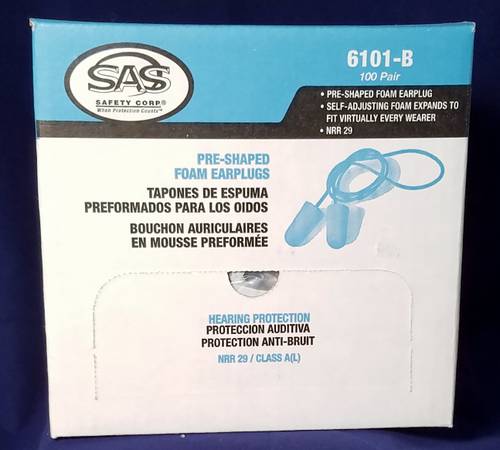 SAS
SAFETY CORP.®
When Protection Counts™
6101-B
100 Pair
• PRE-SHAPED FOAM EARPLUG
• SELF-ADJUSTING FOAM EXPANDS TO
FIT VIRTUALLY EVERY WEARER
• NRR 29
PRE-SHAPED
FOAM EARPLUGS
TAPONES DE ESPUMA
PREFORMADOS PARA LOS OIDOS
BOUCHON AURICULAIRES
EN MOUSSE PREFORMÉE
HEARING PROTECTION
PROTECCION AUDITIVA
PROTECTION ANTI-BRUIT
NRR 29 / CLASS A(L)